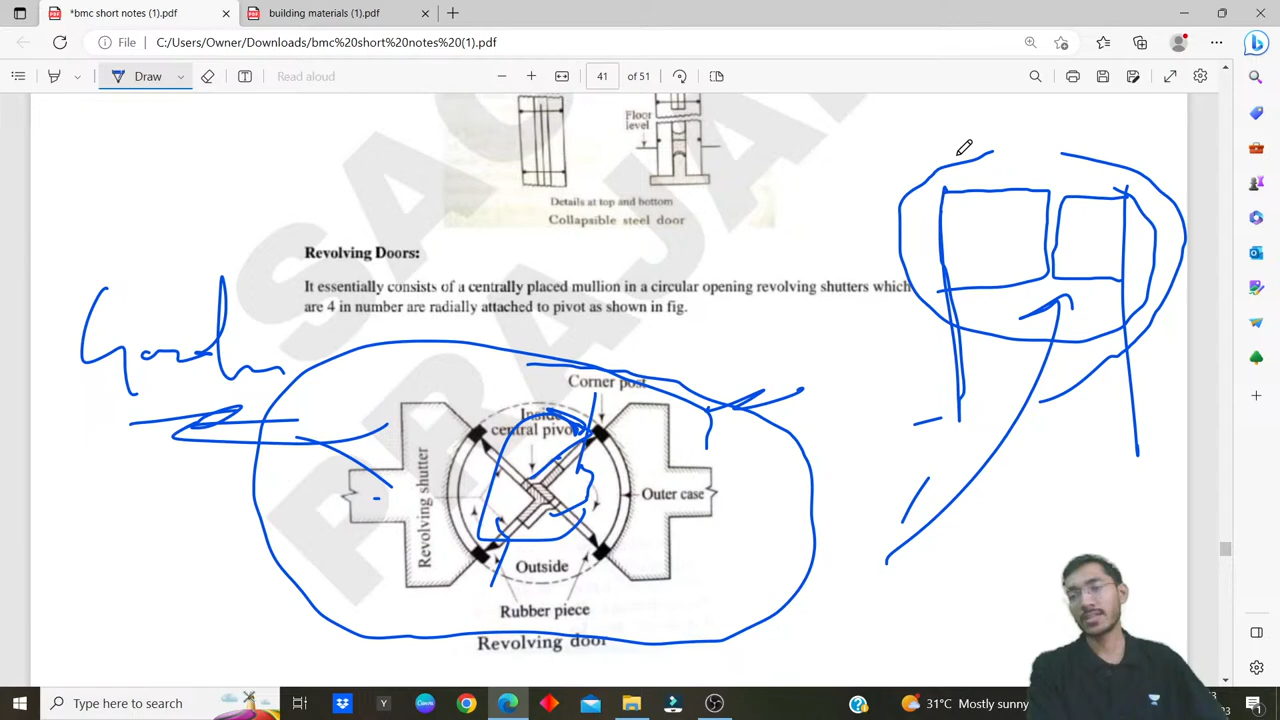 *bmc short notes (1).pdf
building materials (1).pdf
File C:/Users/Owner/Downloads/bmc%20short%20notes%20(1).pdf
Draw
Read aloud
41 of 51
Floor
level
Details at top and bottom
Collapsible steel door
Revolving Doors:
It essentially consists of a centrally placed mullion in a circular opening revolving shutters which
are 4 in number are radially attached to pivot as shown in fig.
PRAJA
Corner post
Inside
central pivot
Revolving shutter
Outer case
Outside
Rubber piece
Revolving door
Type here to search
31°C Mostly sunny